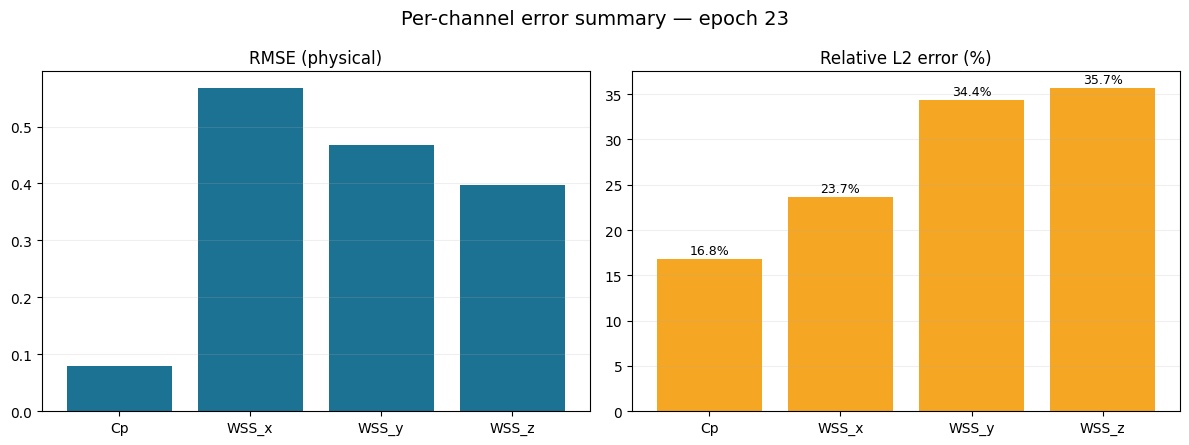 Per-channel error summary — epoch 23
RMSE (physical)
0.5
0.4
0.3
0.2
0.1
0.0
Cp
WSS_x
WSS_y
WSS_z
Relative L2 error (%)
35
30
25
20
15
10
5
0
16.8%
23.7%
34.4%
35.7%
Cp
WSS_x
WSS_y
WSS_z